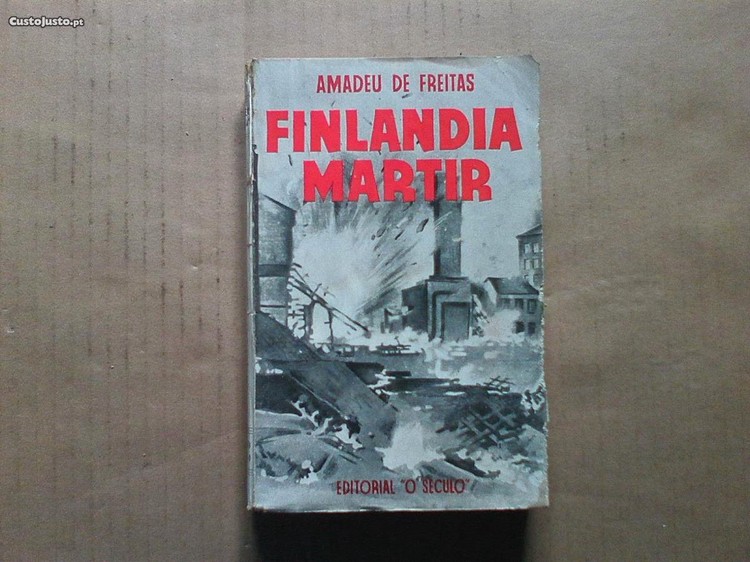 CustoJusto.pt
AMADEU DE FREITAS
FINLANDIA
MARTIR
EDITORIAL "O SECULO"